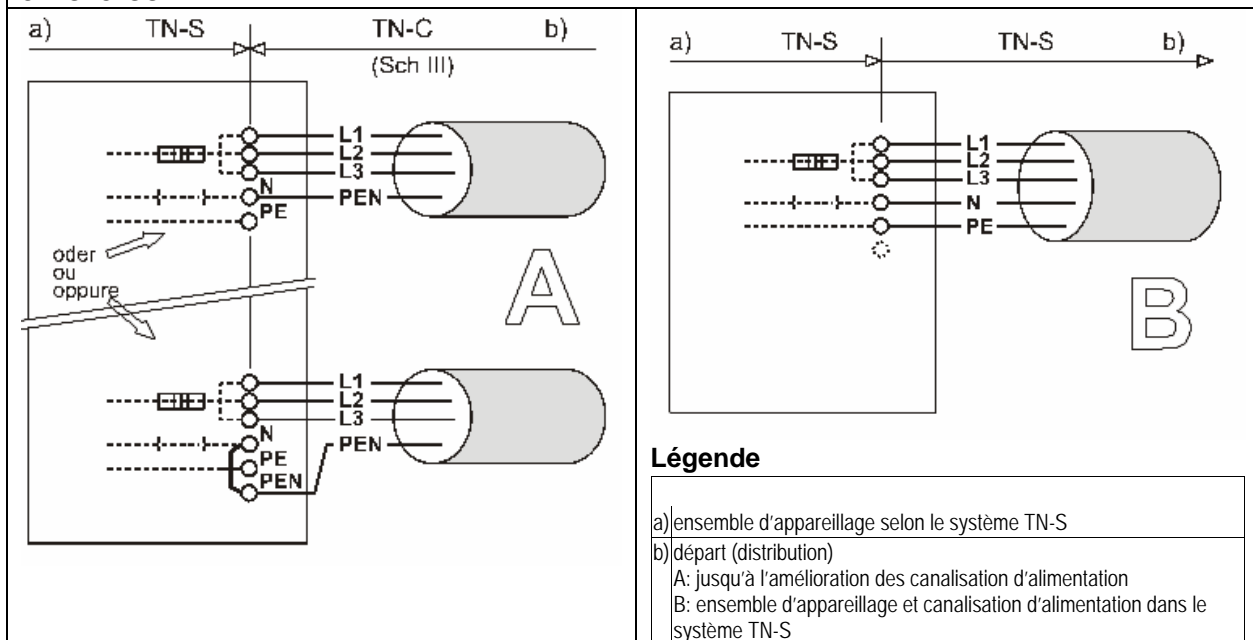 a) TN-S TN-C b)
(Sch III)
L1
L2
L3
N
PEN
PE
oder
ou
oppure
A
L1
L2
L3
N
PEN
PE
PEN
a) TN-S TN-S b)
L1
L2
L3
N
PE
B
Légende
a) ensemble d'appareillage selon le système TN-S
b) départ (distribution)
A: jusqu'à l'amélioration des canalisation d'alimentation
B: ensemble d'appareillage et canalisation d'alimentation dans le
système TN-S